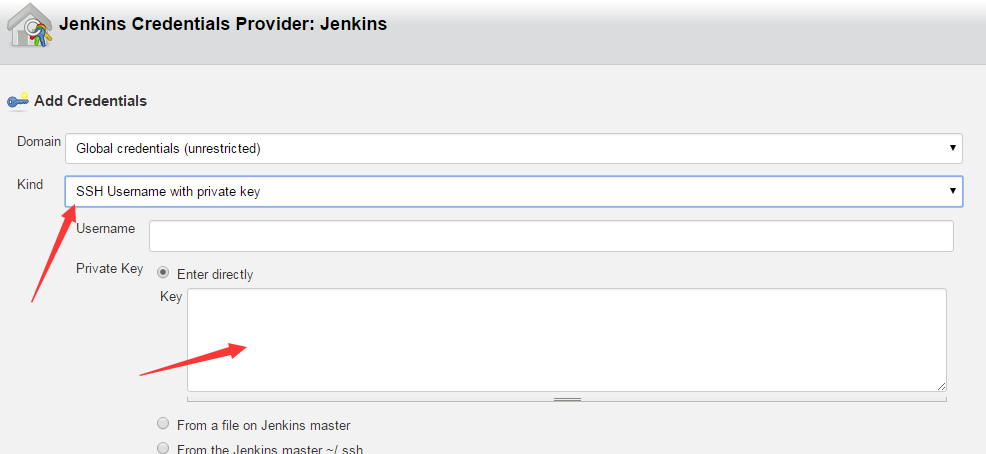 Jenkins Credentials Provider: Jenkins
Add Credentials
Domain Global credentials (unrestricted)
Kind SSH Username with private key
Username
Private Key Enter directly
Key
From a file on Jenkins master
From the Jenkins master ~/ ssh